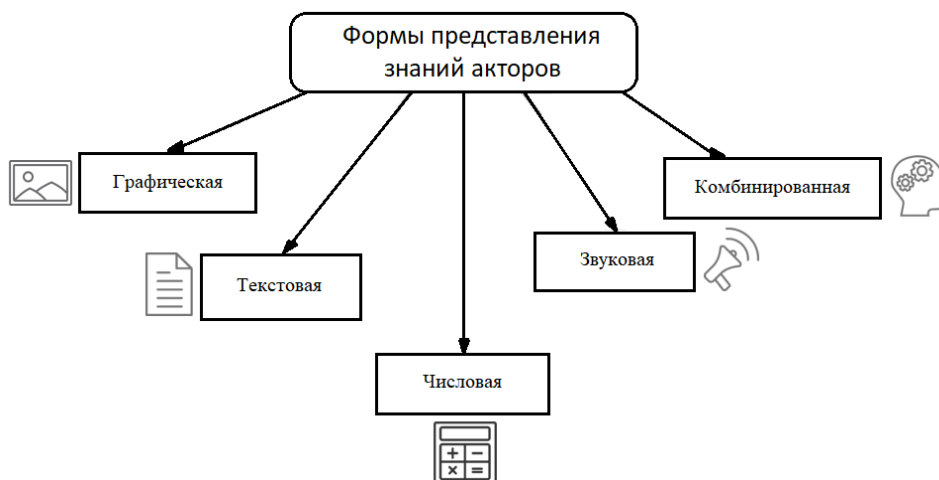 Формы представления
знаний акторов
Графическая
Комбинированная
Текстовая
Звуковая
Числовая